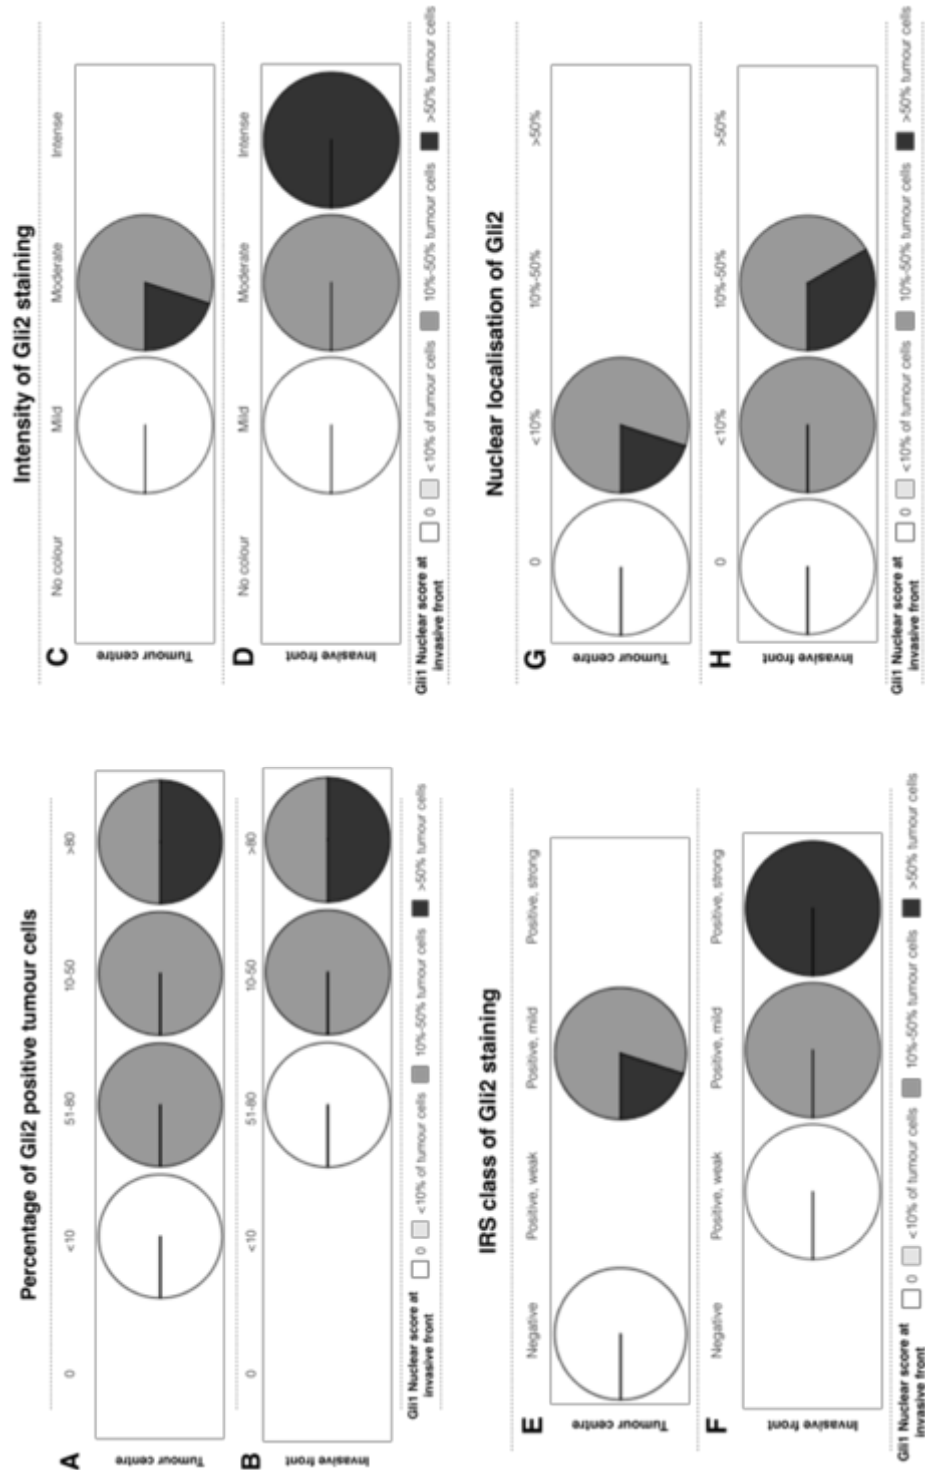 Percentage of Gli2 positive tumour cells
A
0 <10 51-80 10-50 >80
Tumour centre
B
0 <10 51-80 10-50 >80
Invasive front
Gli1 Nuclear score at
invasive front
0 <10% of tumour cells 10%-50% tumour cells >50% tumour cells
Intensity of Gli2 staining
C
No colour Mild Moderate Intense
Tumour centre
D
No colour Mild Moderate Intense
Invasive front
Gli1 Nuclear score at
invasive front
0 <10% of tumour cells 10%-50% tumour cells >50% tumour cells
IRS class of Gli2 staining
E
Negative Positive, weak Positive, mild Positive, strong
Tumour centre
F
Negative Positive, weak Positive, mild Positive, strong
Invasive front
Gli1 Nuclear score at
invasive front
0 <10% of tumour cells 10%-50% tumour cells >50% tumour cells
Nuclear localisation of Gli2
G
0 <10% 10%-50% >50%
Tumour centre
H
0 <10% 10%-50% >50%
Invasive front
Gli1 Nuclear score at
invasive front
0 <10% of tumour cells 10%-50% tumour cells >50% tumour cells